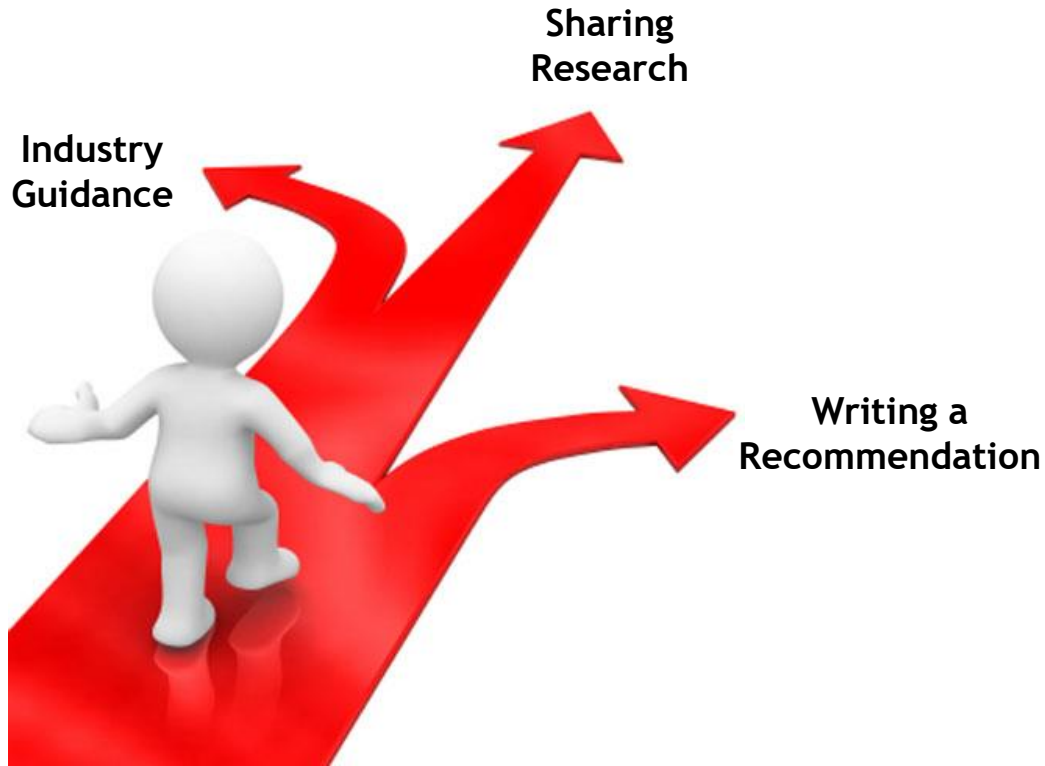 Sharing
Research
Industry
Guidance
Writing a
Recommendation